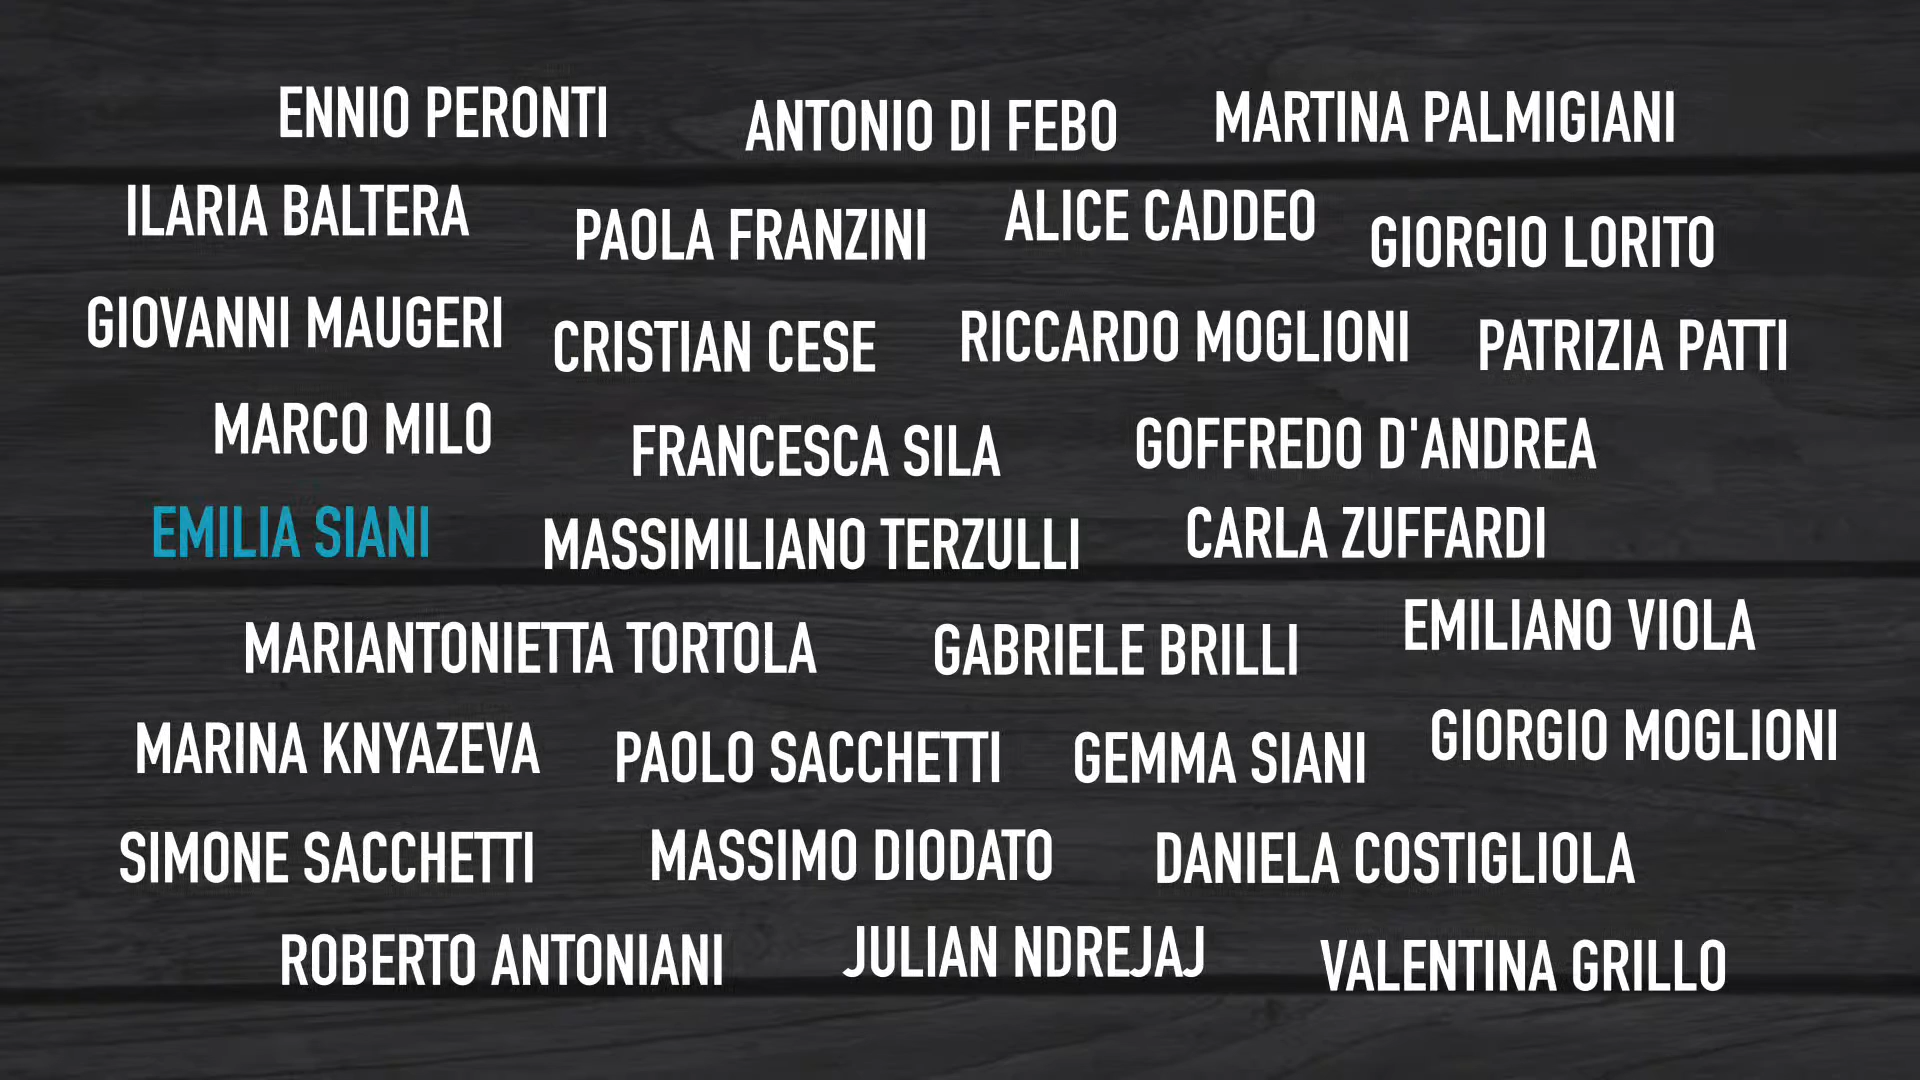 ENNIO PERONTI ANTONIO DI FEBO MARTINA PALMIGIANI
ILARIA BALTERA PAOLA FRANZINI ALICE CADDEO GIORGIO LORITO
GIOVANNI MAUGERI CRISTIAN CESE RICCARDO MOGLIONI PATRIZIA PATTI
MARCO MILO FRANCESCA SILA GOFFREDO D'ANDREA
EMILIA SIANI MASSIMILIANO TERZULLI CARLA ZUFFARDI
MARIANTONIETTA TORTOLA GABRIELE BRILLI EMILIANO VIOLA
MARINA KNYAZEVA PAOLO SACCHETTI GEMMA SIANI GIORGIO MOGLIONI
SIMONE SACCHETTI MASSIMO DIODATO DANIELA COSTIGLIOLA
ROBERTO ANTONIANI JULIAN NDREJAJ VALENTINA GRILLO